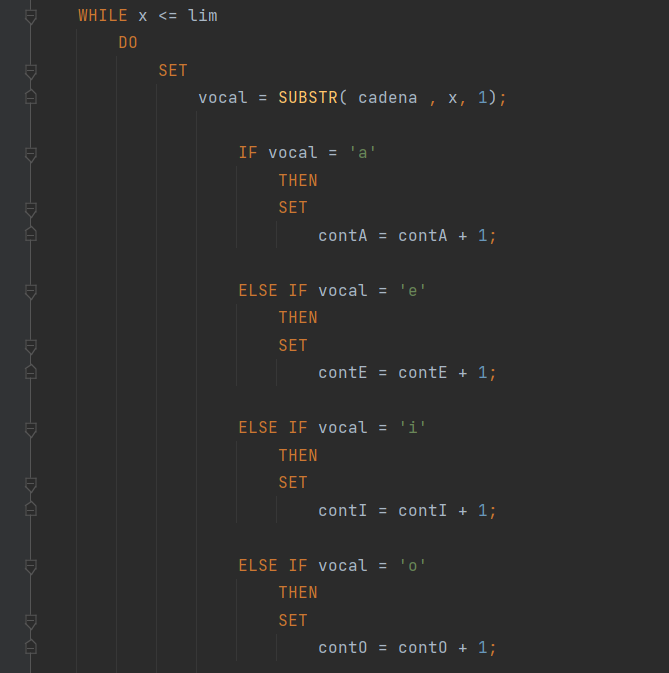 WHILE x <= lim
DO
SET
vocal = SUBSTR( cadena , x, 1);
IF vocal = 'a'
THEN
SET
contA = contA + 1;
ELSE IF vocal = 'e'
THEN
SET
contE = contE + 1;
ELSE IF vocal = 'i'
THEN
SET
contI = contI + 1;
ELSE IF vocal = 'o'
THEN
SET
contO = contO + 1;